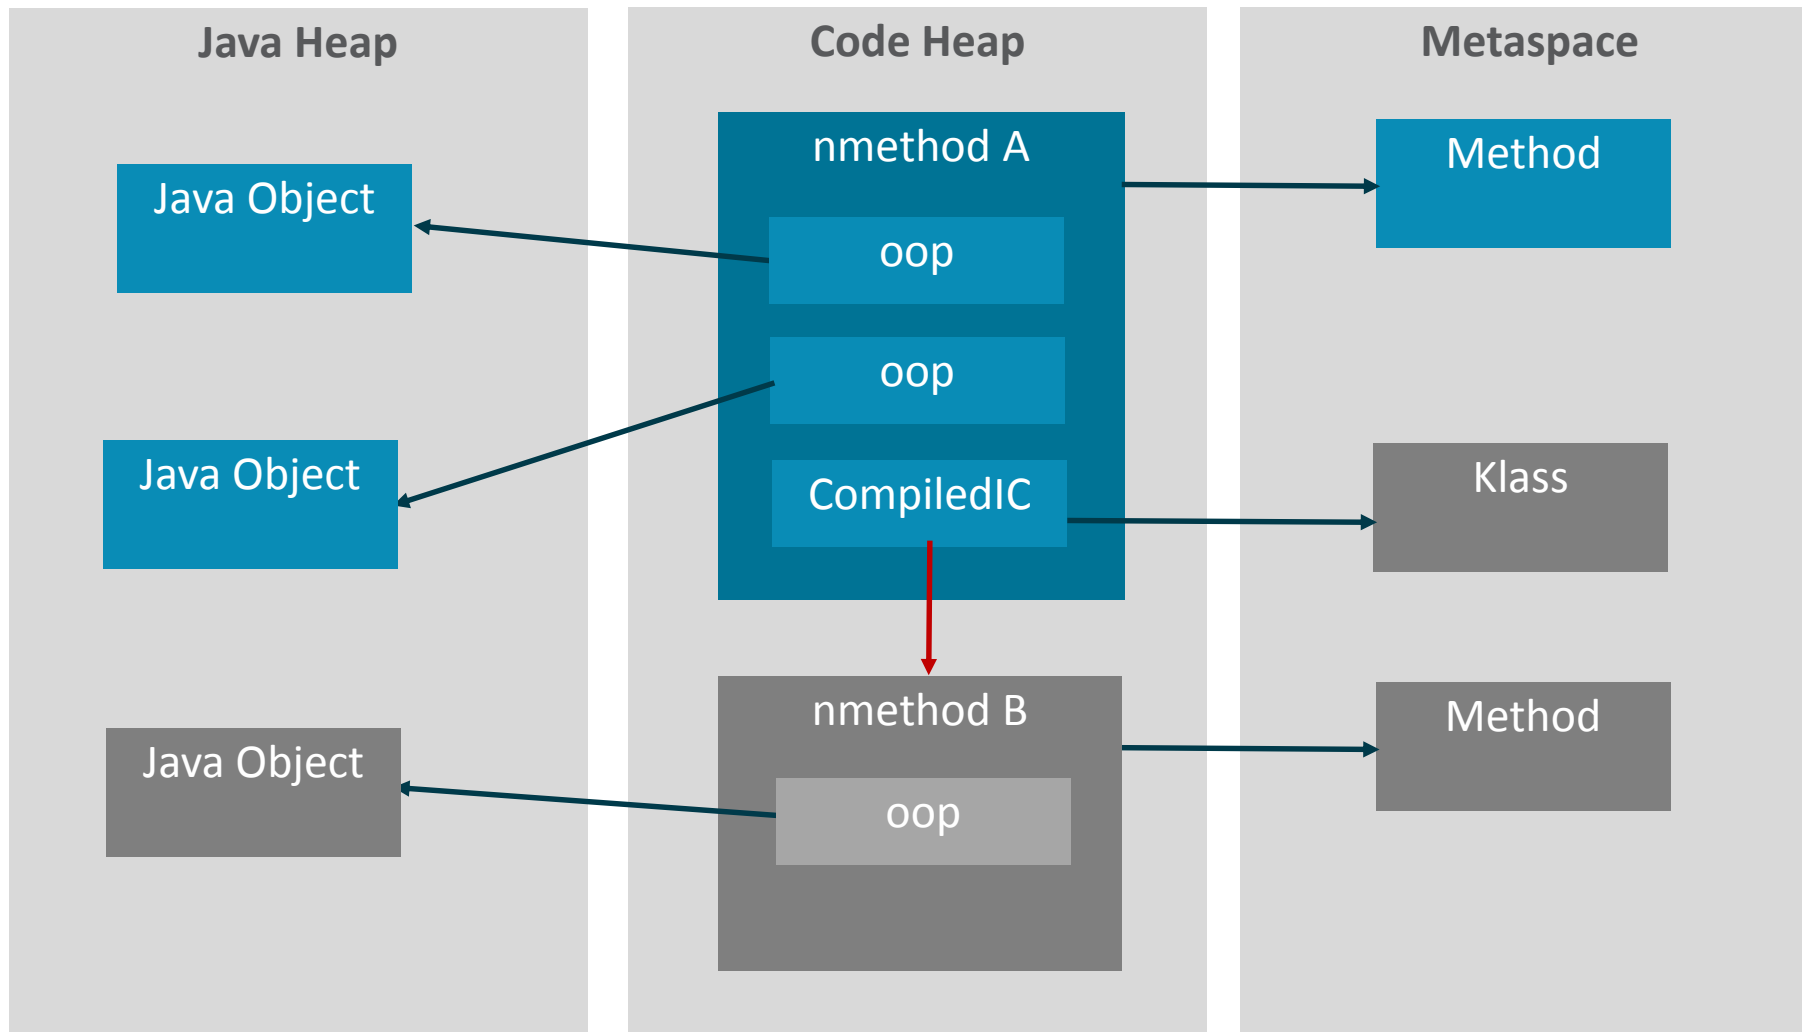 Java Heap
Java Object
Java Object
Java Object
Code Heap
nmethod A
oop
oop
CompiledIC
nmethod B
oop
Metaspace
Method
Klass
Method